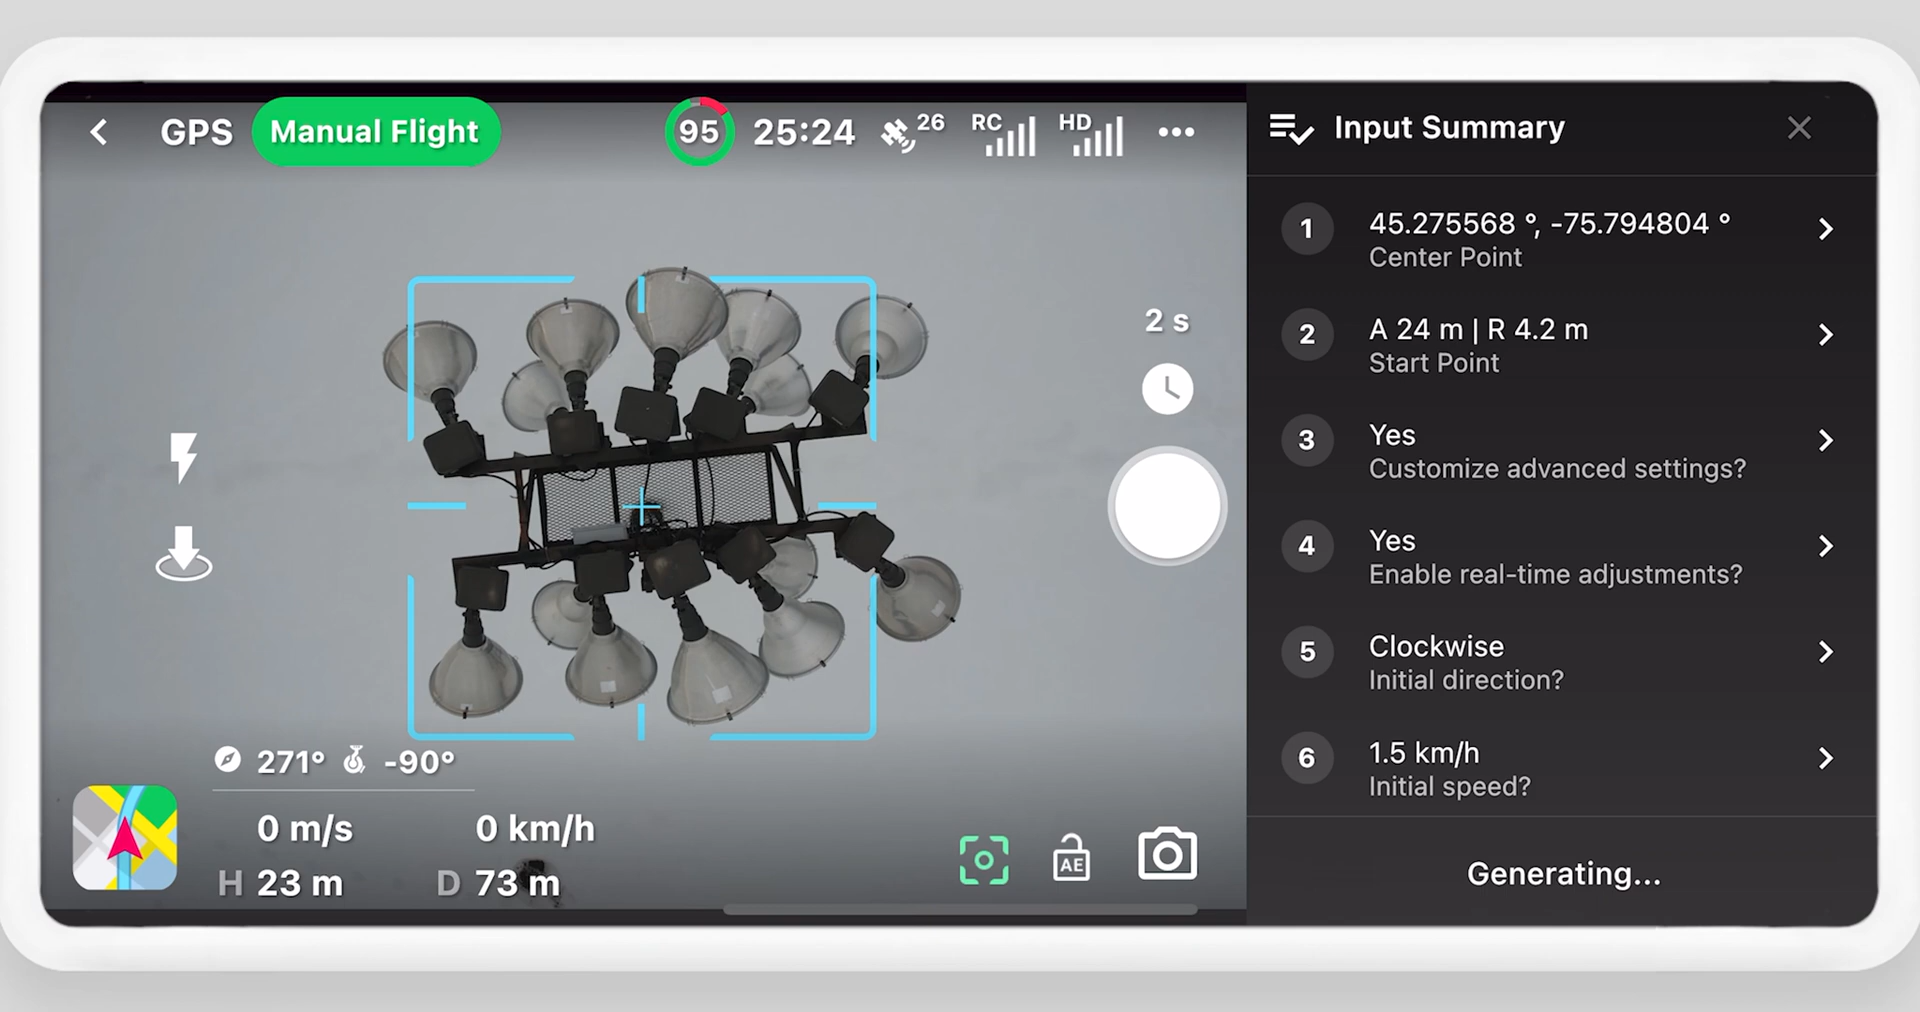 GPS
Manual Flight
95
25:24
26
RC
HD
2 s
271° -90°
0 m/s
0 km/h
H 23 m
D 73 m
AE
Input Summary
1
45.275568 °, -75.794804 °
Center Point
2
A 24 m | R 4.2 m
Start Point
3
Yes
Customize advanced settings?
4
Yes
Enable real-time adjustments?
5
Clockwise
Initial direction?
6
1.5 km/h
Initial speed?
Generating...